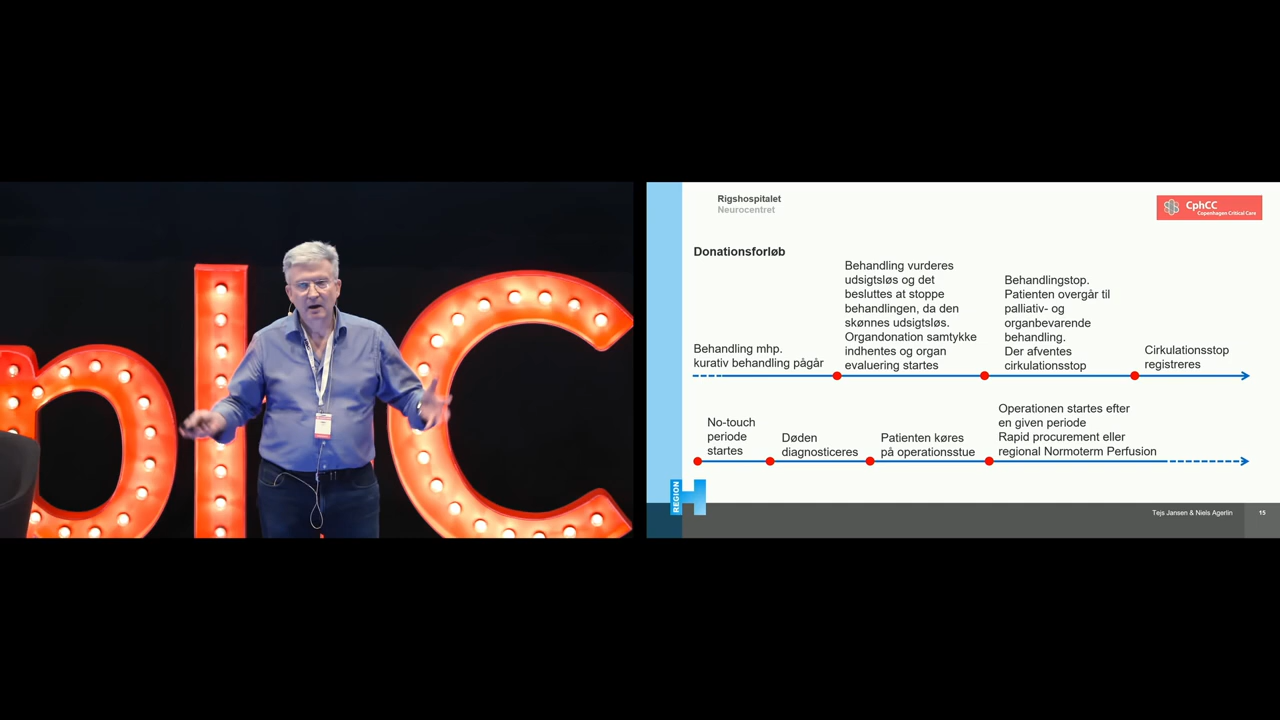 plC
Rigshospitalet
Neurocentret
CphCC
Copenhagen Critical Care
Donationsforløb
Behandling mhp.
kurativ behandling pågår
Behandling vurderes
udsigtsløs og det
besluttes at stoppe
behandlingen, da den
skønnes udsigtsløs.
Organdonation samtykke
indhentes og organ
evaluering startes
Behandlingstop.
Patienten overgår til
palliativ- og
organbevarende
behandling.
Der afventes
cirkulationsstop
Cirkulationsstop
registreres
No-touch
periode
startes
Døden
diagnosticeres
Patienten køres
på operationsstue
Operationen startes efter
en given periode
Rapid procurement eller
regional Normoterm Perfusion
REGION
H
Tejs Jansen & Niels Agerlin
15